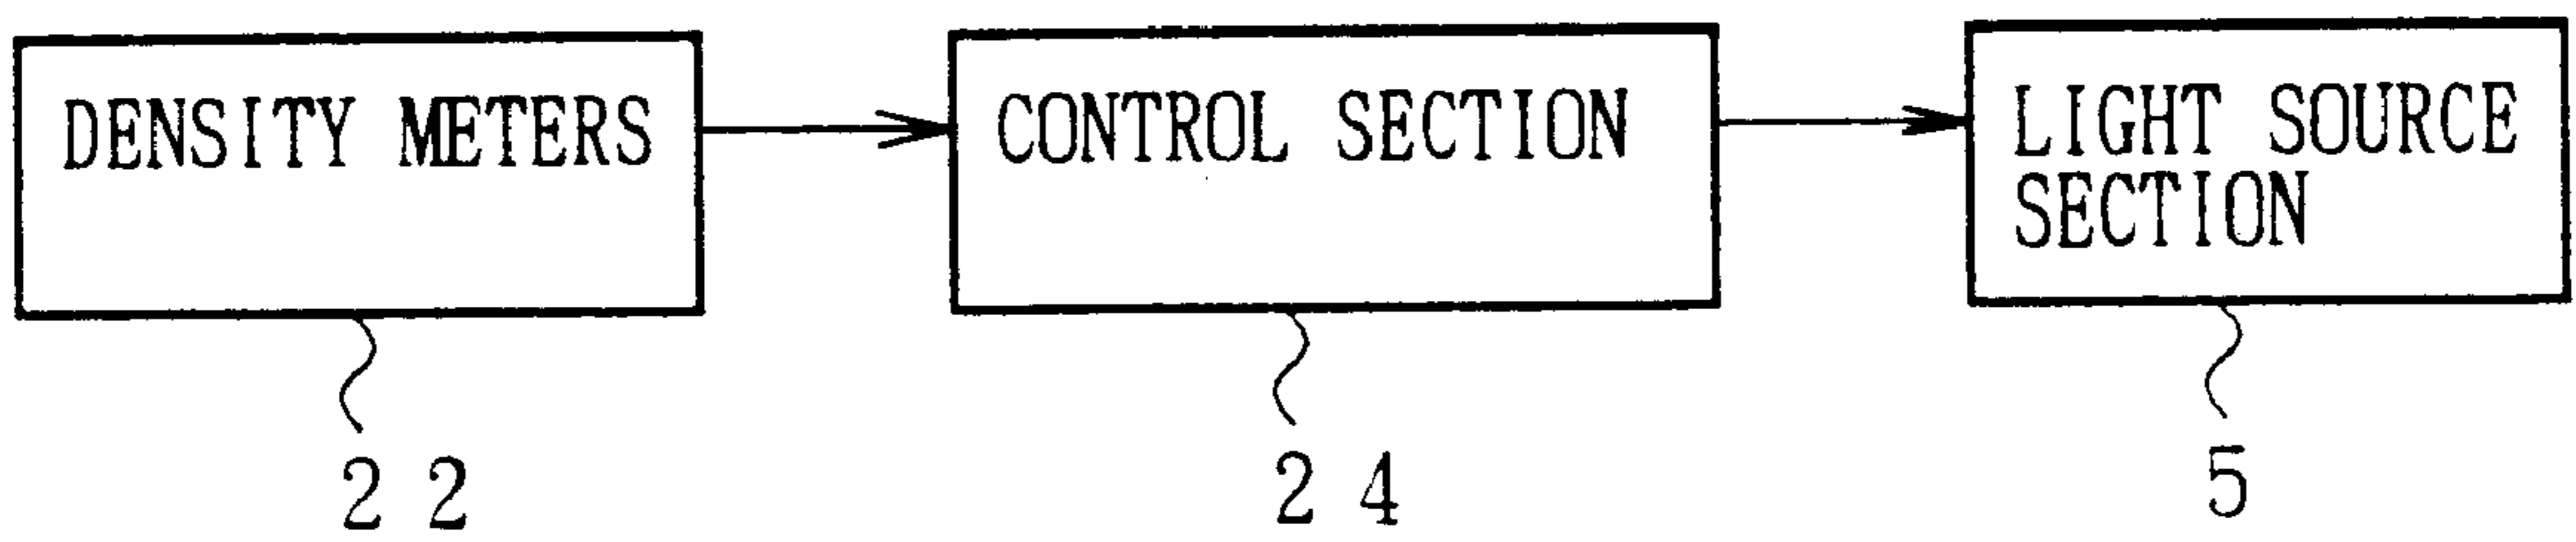 DENSITY METERS
CONTROL SECTION
LIGHT SOURCE
SECTION
22
24
5